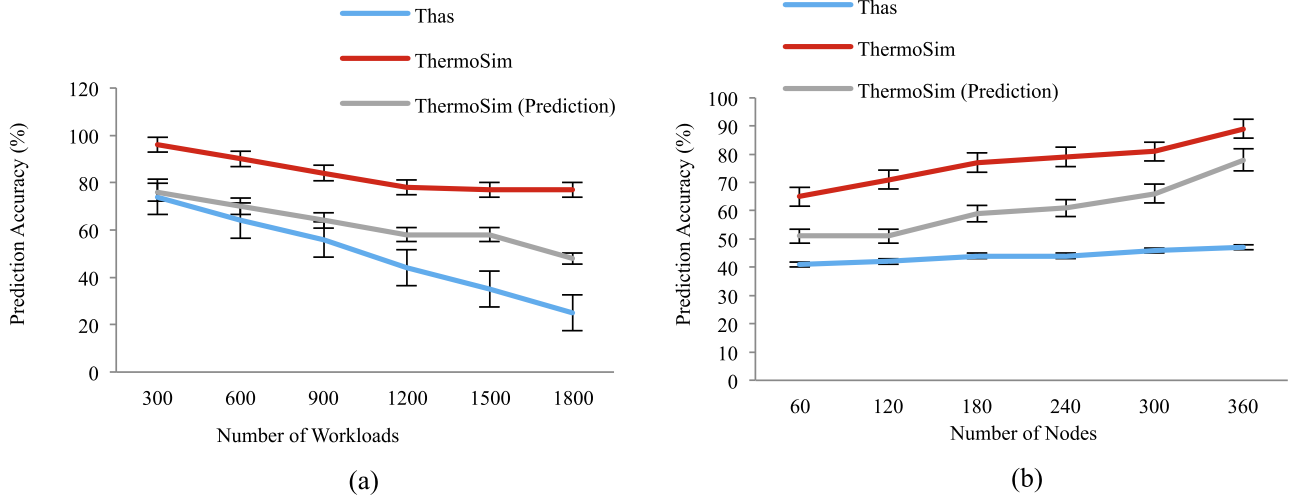 Thas
ThermoSim
ThermoSim (Prediction)
120
100
80
60
40
20
0
Prediction Accuracy (%)
300 600 900 1200 1500 1800
Number of Workloads
(a)
Thas
ThermoSim
ThermoSim (Prediction)
100
90
80
70
60
50
40
30
20
10
0
Prediction Accuracy (%)
60 120 180 240 300 360
Number of Nodes
(b)